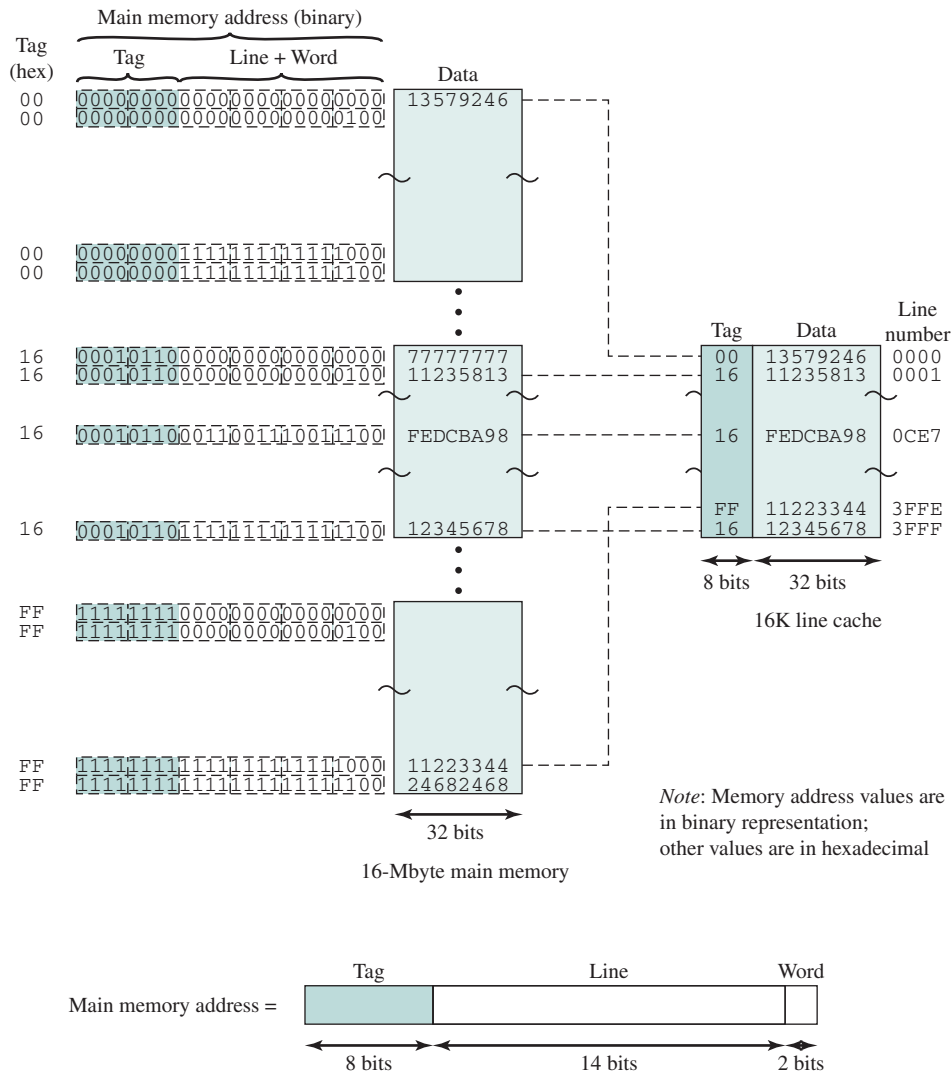 Main memory address (binary)
Tag
(hex)
Tag
Line + Word
Data
00
000000000000000000000000
13579246
00
000000000000000000000100
00
000000001111111111111000
00
000000001111111111111100
16
000101100000000000000000
77777777
16
000101100000000000000100
11235813
16
000101100011001110011100
FEDCBA98
16
000101101111111111111100
12345678
FF
111111110000000000000000
FF
111111110000000000000100
FF
111111111111111111111000
11223344
FF
111111111111111111111100
24682468
32 bits
16-Mbyte main memory
Tag
Data
Line
number
00
13579246
0000
16
11235813
0001
16
FEDCBA98
0CE7
FF
11223344
3FFE
16
12345678
3FFF
8 bits
32 bits
16K line cache
Note: Memory address values are
in binary representation;
other values are in hexadecimal
Tag
Line
Word
Main memory address =
8 bits
14 bits
2 bits